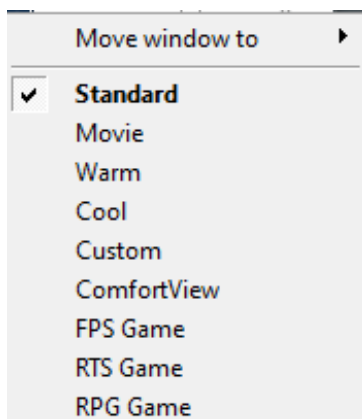 Move window to
Standard
Movie
Warm
Cool
Custom
ComfortView
FPS Game
RTS Game
RPG Game